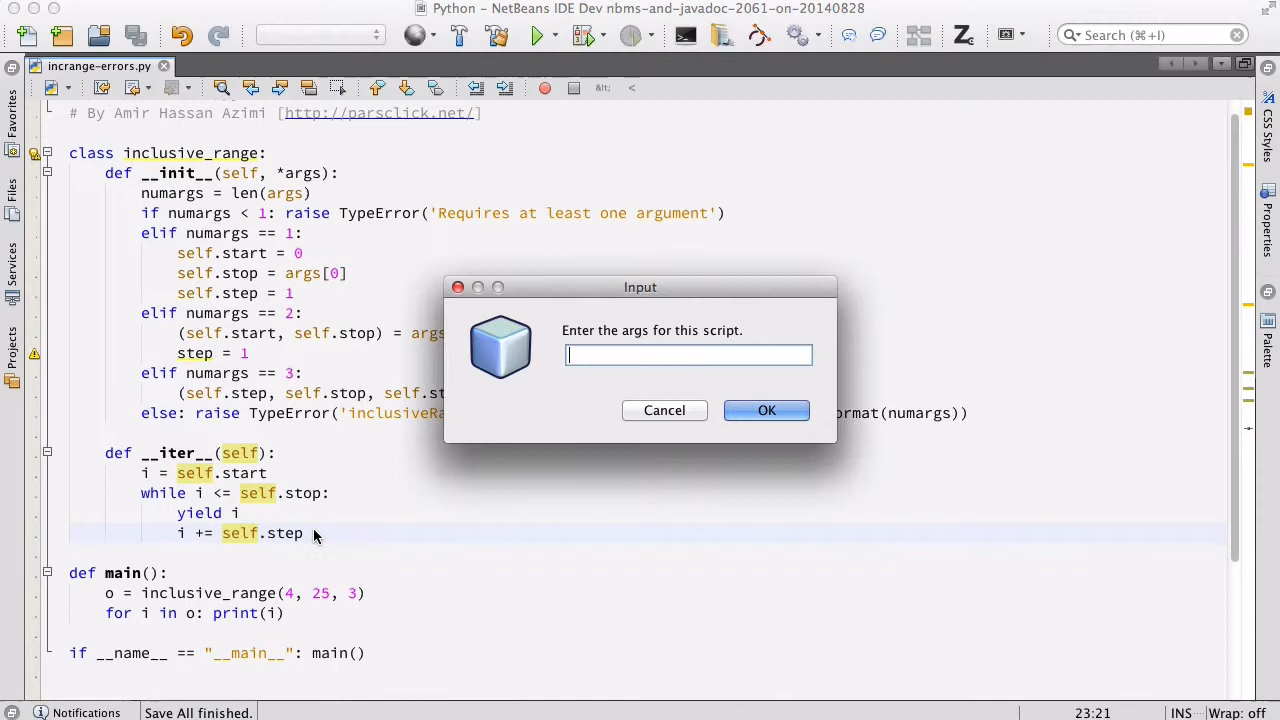 Python - NetBeans IDE Dev nbms-and-javadoc-2061-on-20140828
Search (⌘+I)
incrange-errors.py
Favorites
Files
Services
Projects
CSS Styles
Properties
Palette
# By Amir Hassan Azimi [http://parsclick.net/]
class inclusive_range:
def __init__(self, *args):
numargs = len(args)
if numargs < 1: raise TypeError('Requires at least one argument')
elif numargs == 1:
self.start = 0
self.stop = args[0]
self.step = 1
elif numargs == 2:
(self.start, self.stop) = args
step = 1
elif numargs == 3:
(self.step, self.stop, self.st
else: raise TypeError('inclusiveRa
ormat(numargs))
def __iter__(self):
i = self.start
while i <= self.stop:
yield i
i += self.step
def main():
o = inclusive_range(4, 25, 3)
for i in o: print(i)
if __name__ == "__main__": main()
Input
Enter the args for this script.
Cancel
OK
Notifications
Save All finished.
23:21
INS
Wrap: off